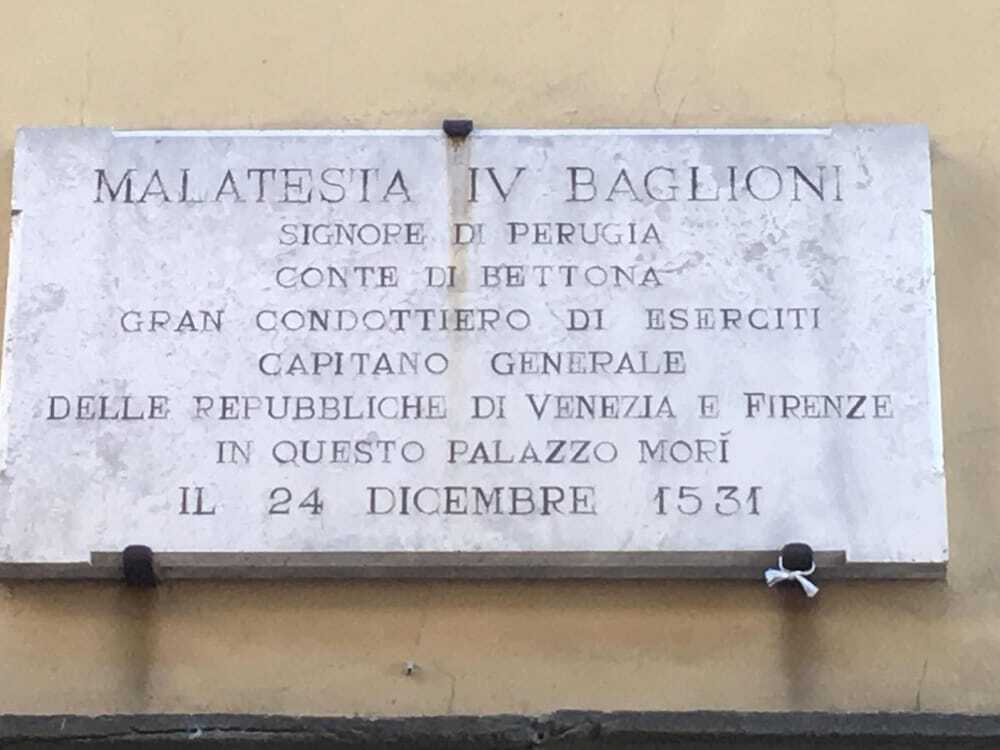 MALATESTA IV BAGLIONI
SIGNORE DI PERUGIA
CONTE DI BETTONA
GRAN CONDOTTIERO DI ESERCITI
CAPITANO GENERALE
DELLE REPUBBLICHE DI VENEZIA E FIRENZE
IN QUESTO PALAZZO MORĬ
IL 24 DICEMBRE 1531